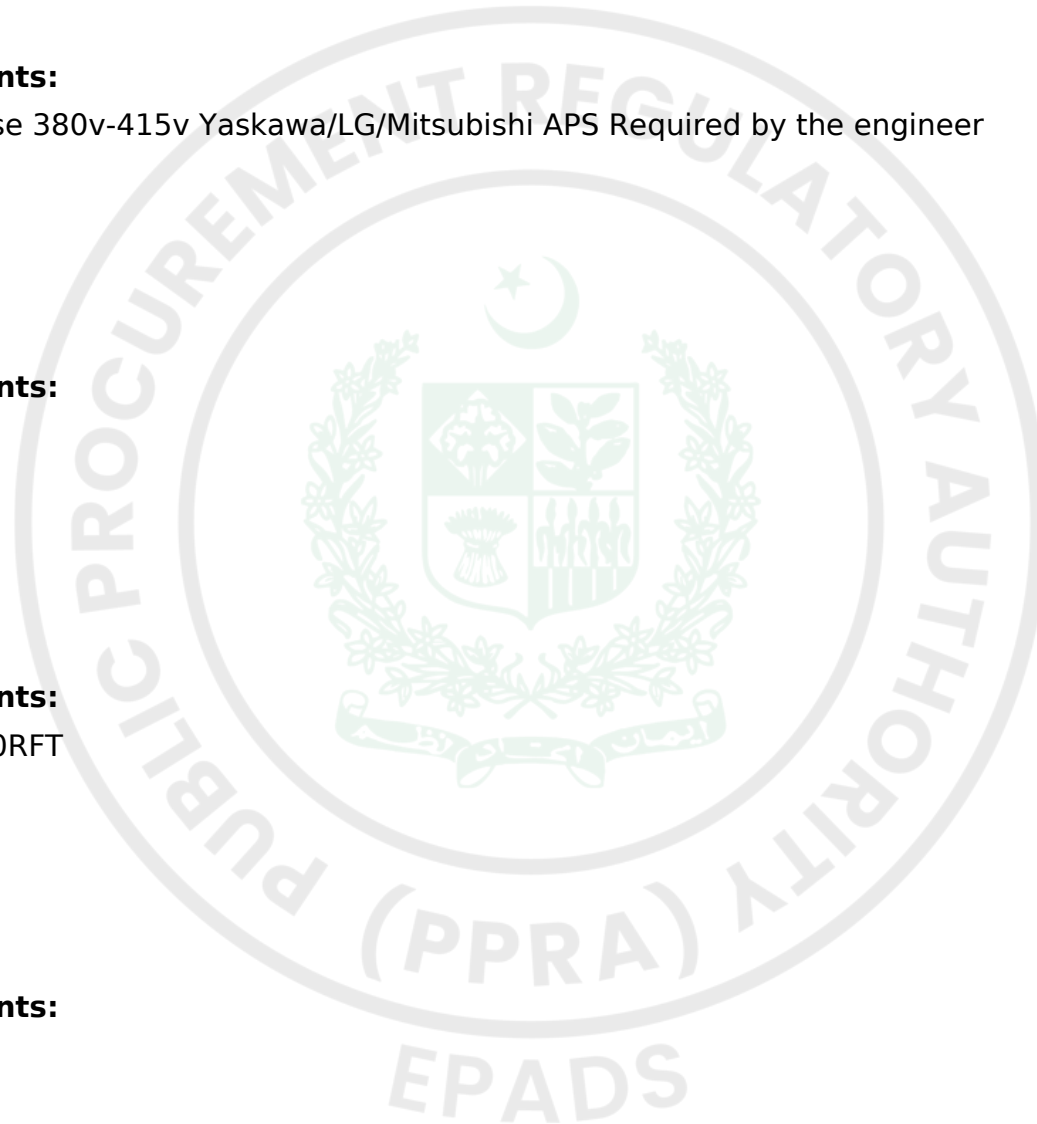 nts:
se 380v-415v Yaskawa/LG/Mitsubishi APS Required by the engineer
nts:
nts:
0RFT
nts:
PUBLIC PROCUREMENT REGULATORY AUTHORITY
(PPRA)
EPADS